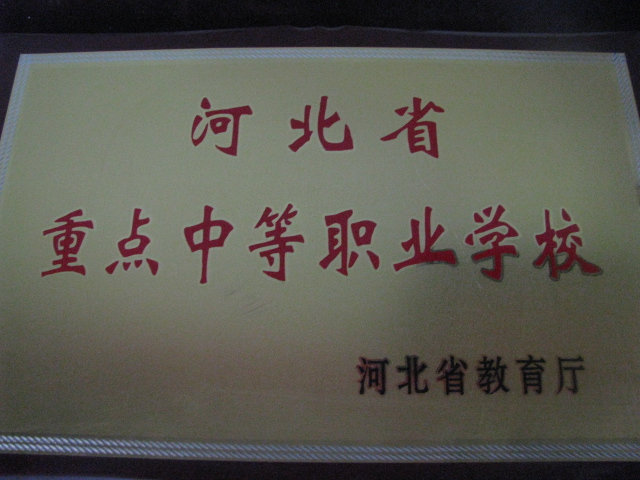 河北省
重点中等职业学校
河北省教育厅